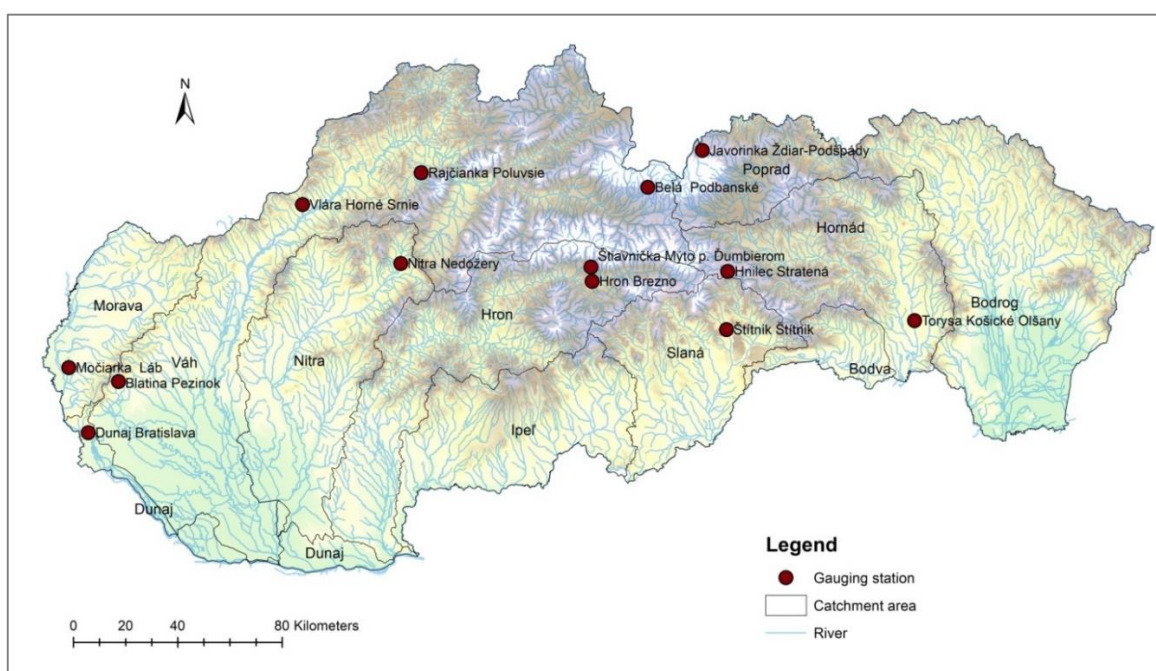 N
Javorinka Ždiar-Podšpády
Poprad
Rajčianka Poluvsie
Belá Podbanské
Vlára Horné Srnie
Hornád
Nitra Nedožery
Štiavnička Mýto p. Ďumbierom
Hnilec Stratená
Hron Brezno
Morava
Bodrog
Hron
Torysa Košické Olšany
Štítnik Štítnik
Slaná
Váh
Nitra
Močiarka Láb
Bodva
Blatina Pezinok
Ipeľ
Dunaj Bratislava
Dunaj
Dunaj
Legend
Gauging station
Catchment area
River
0 20 40 80 Kilometers